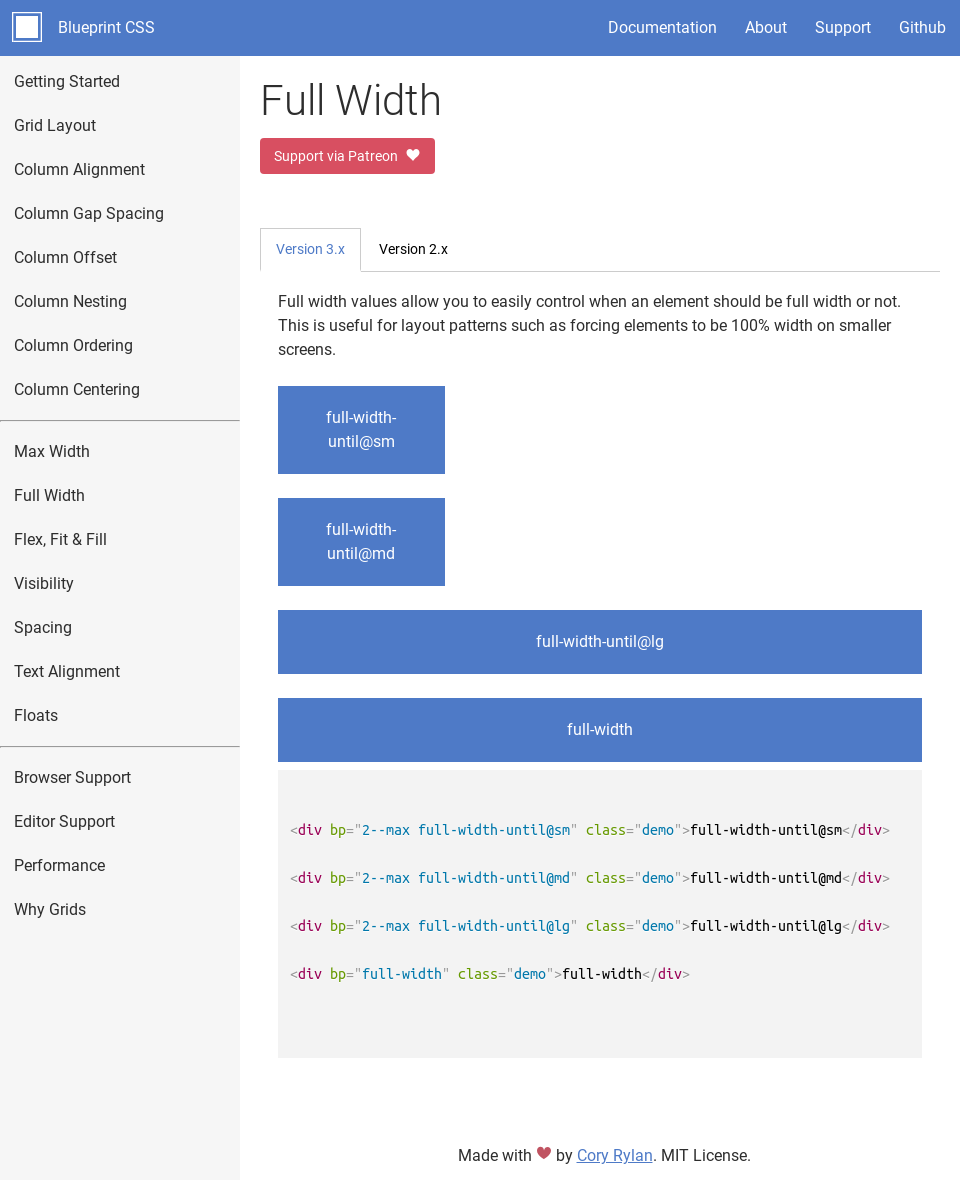 Blueprint CSS
Documentation
About
Support
Github
Getting Started
Grid Layout
Column Alignment
Column Gap Spacing
Column Offset
Column Nesting
Column Ordering
Column Centering
Max Width
Full Width
Flex, Fit & Fill
Visibility
Spacing
Text Alignment
Floats
Browser Support
Editor Support
Performance
Why Grids
Full Width
Support via Patreon
Version 3.x
Version 2.x
Full width values allow you to easily control when an element should be full width or not.
This is useful for layout patterns such as forcing elements to be 100% width on smaller
screens.
full-width-
until@sm
full-width-
until@md
full-width-until@lg
full-width
<div bp="2--max full-width-until@sm" class="demo">full-width-until@sm</div>
<div bp="2--max full-width-until@md" class="demo">full-width-until@md</div>
<div bp="2--max full-width-until@lg" class="demo">full-width-until@lg</div>
<div bp="full-width" class="demo">full-width</div>
Made with ♥ by Cory Rylan. MIT License.